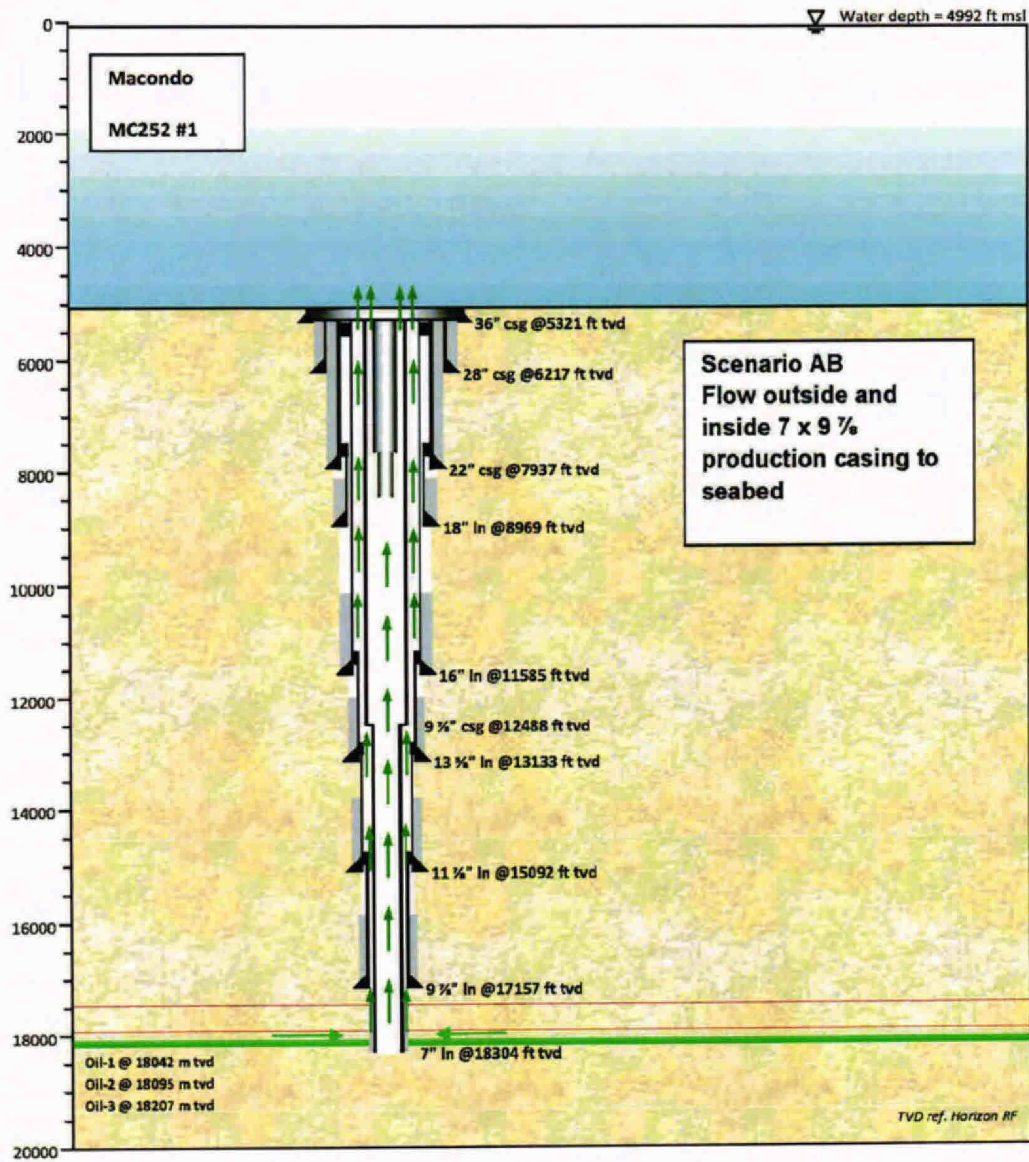 0
Water depth = 4992 ft msl
Macondo
MC252 #1
2000
4000
36" csg @5321 ft tvd
6000
28" csg @6217 ft tvd
Scenario AB
Flow outside and
inside 7 x 9 ⅞
production casing to
seabed
22" csg @7937 ft tvd
8000
18" ln @8969 ft tvd
10000
16" ln @11585 ft tvd
12000
9 ⅞" csg @12488 ft tvd
13 ⅝" ln @13133 ft tvd
14000
11 ⅞" ln @15092 ft tvd
16000
9 ⅞" ln @17157 ft tvd
18000
7" ln @18304 ft tvd
Oil-1 @ 18042 m tvd
Oil-2 @ 18095 m tvd
Oil-3 @ 18207 m tvd
TVD ref. Horizon RF
20000